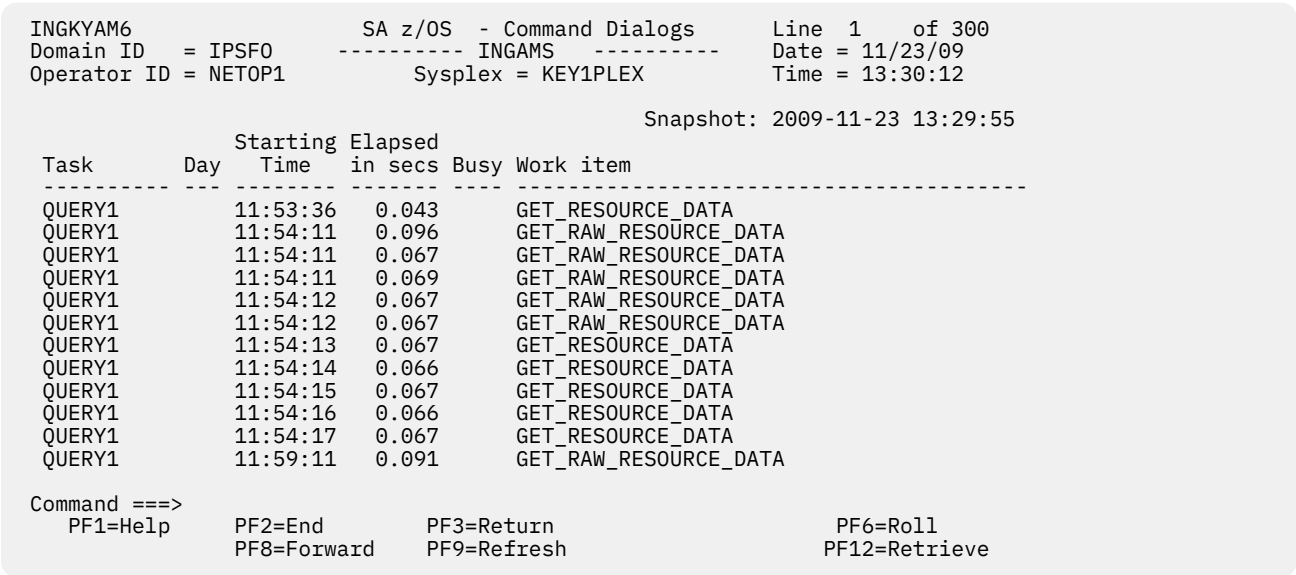 INGKYAM6                  SA z/OS  - Command Dialogs      Line  1    of 300
Domain ID   = IPSFO     ---------- INGAMS   ----------    Date = 11/23/09
Operator ID = NETOP1          Sysplex = KEY1PLEX          Time = 13:30:12
Snapshot: 2009-11-23 13:29:55
Starting Elapsed
Task       Day   Time   in secs Busy Work item
---------- --- -------- ------- ---- ----------------------------------------
QUERY1         11:53:36   0.043      GET_RESOURCE_DATA
QUERY1         11:54:11   0.096      GET_RAW_RESOURCE_DATA
QUERY1         11:54:11   0.067      GET_RAW_RESOURCE_DATA
QUERY1         11:54:11   0.069      GET_RAW_RESOURCE_DATA
QUERY1         11:54:12   0.067      GET_RAW_RESOURCE_DATA
QUERY1         11:54:12   0.067      GET_RAW_RESOURCE_DATA
QUERY1         11:54:13   0.067      GET_RESOURCE_DATA
QUERY1         11:54:14   0.066      GET_RESOURCE_DATA
QUERY1         11:54:15   0.067      GET_RESOURCE_DATA
QUERY1         11:54:16   0.066      GET_RESOURCE_DATA
QUERY1         11:54:17   0.067      GET_RESOURCE_DATA
QUERY1         11:59:11   0.091      GET_RAW_RESOURCE_DATA
Command ===>
PF1=Help     PF2=End        PF3=Return                      PF6=Roll
PF8=Forward    PF9=Refresh                    PF12=Retrieve